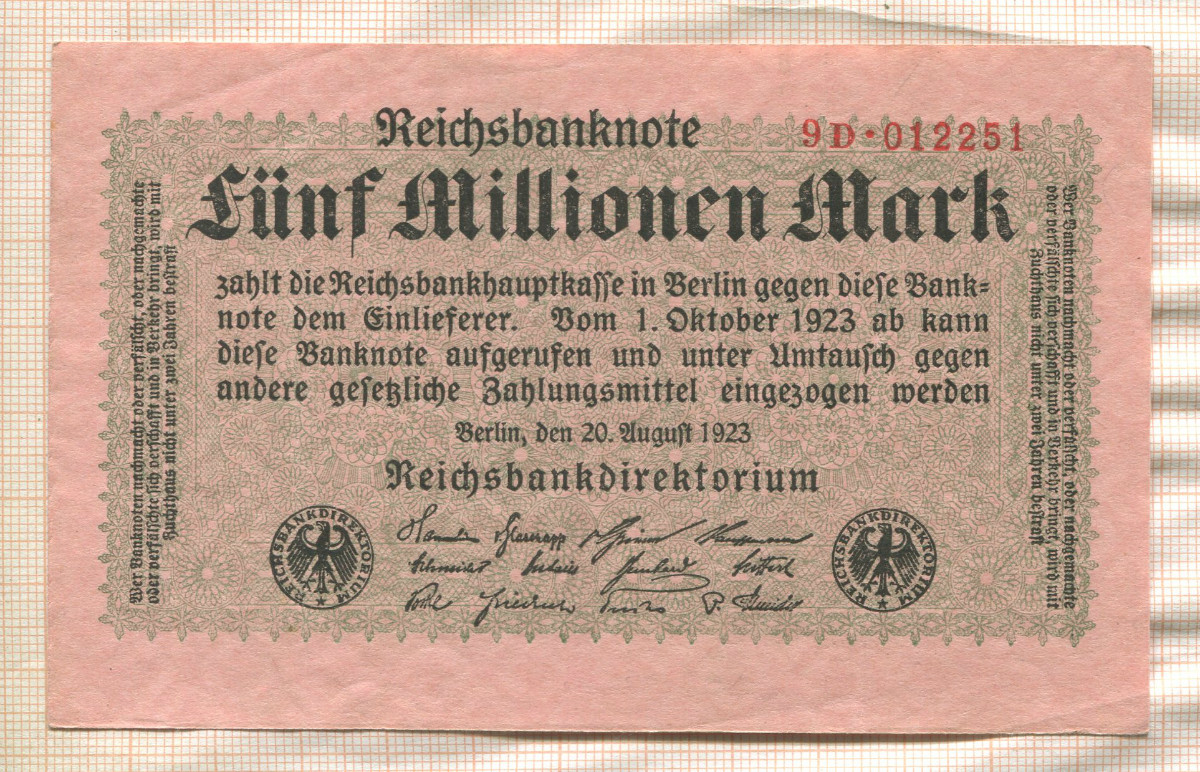 Reichsbanknote
9D·012251
Fünf Millionen Mark
zahlt die Reichsbankhauptkasse in Berlin gegen diese Bank=
note dem Einlieferer. Vom 1. Oktober 1923 ab kann
diese Banknote aufgerufen und unter Umtausch gegen
andere gesetzliche Zahlungsmittel eingezogen werden
Berlin, den 20. August 1923
Reichsbankdirektorium
REICHSBANKDIREKTORIUM
REICHSBANKDIREKTORIUM
Wer Banknoten nachmacht oder verfälscht, oder nachgemachte
oder verfälschte sich verschafft und in Verkehr bringt, wird mit
Zuchthaus nicht unter zwei Jahren bestraft
Wer Banknoten nachmacht oder verfälscht, oder nachgemachte
oder verfälschte sich verschafft und in Verkehr bringt, wird mit
Zuchthaus nicht unter zwei Jahren bestraft